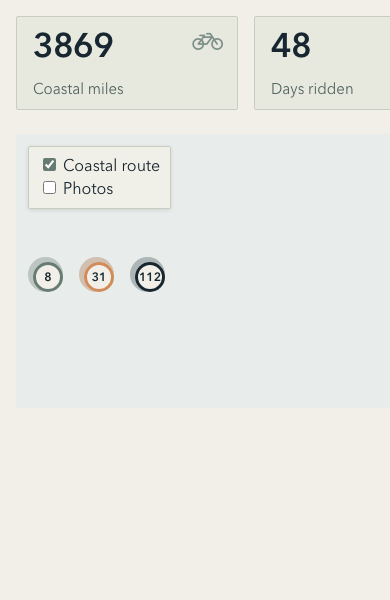 3869
Coastal miles
48
Days ridden
Coastal route
Photos
8
31
112